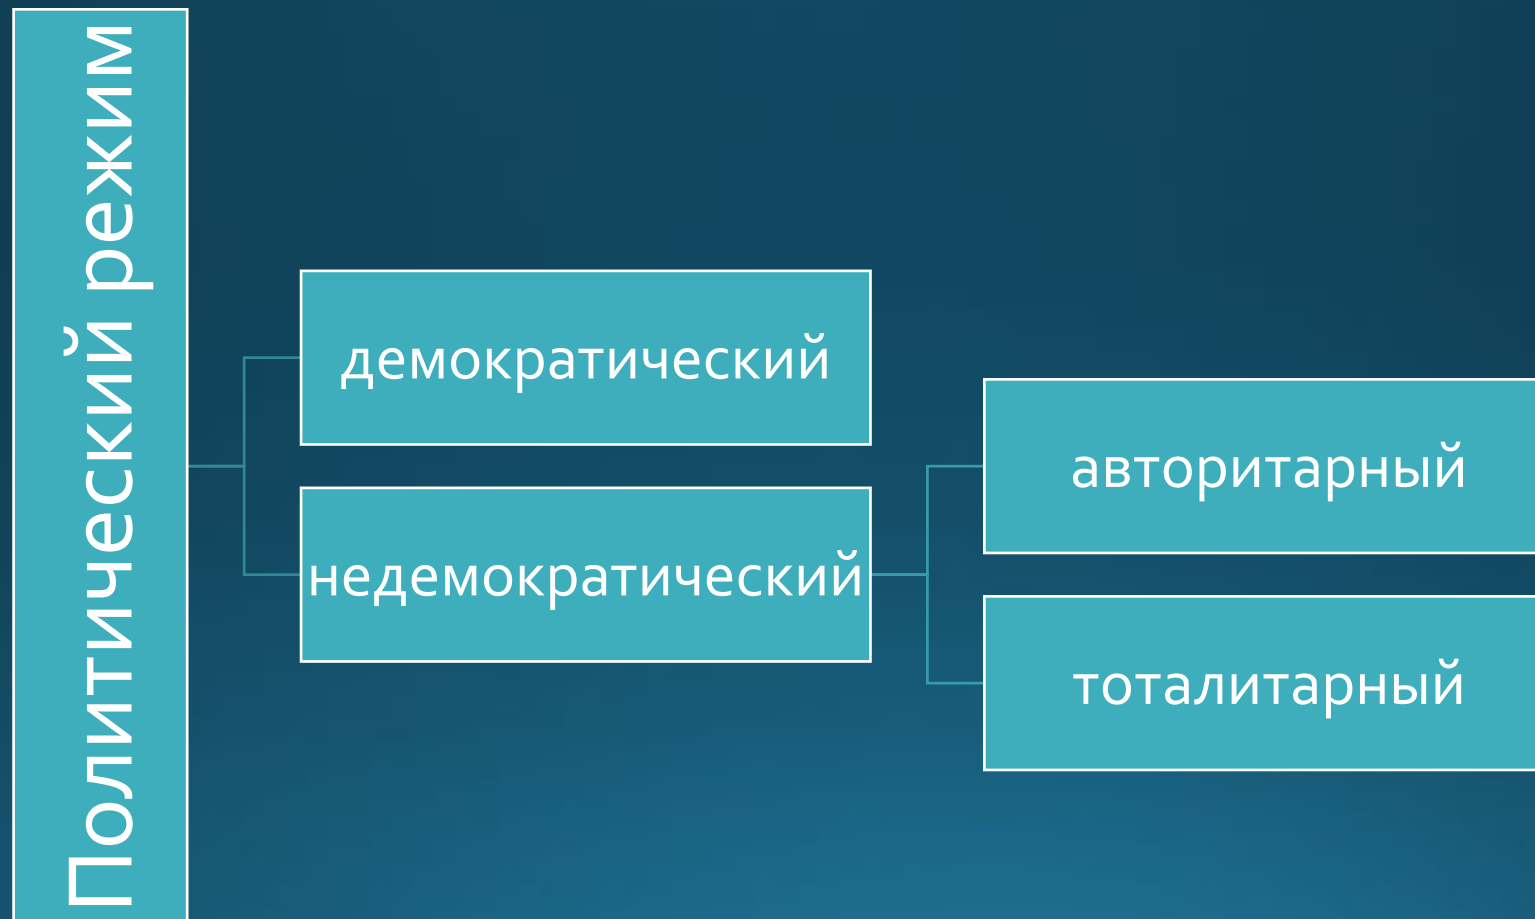 Политический режим
демократический
недемократический
авторитарный
тоталитарный